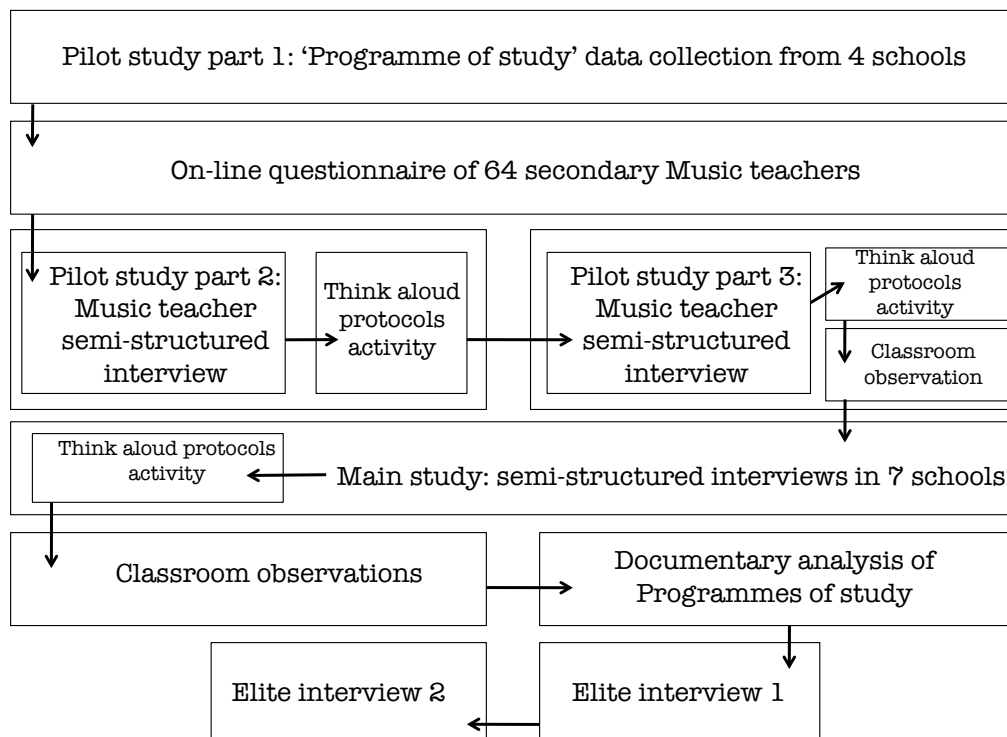 Pilot study part 1: ‘Programme of study’ data collection from 4 schools
On-line questionnaire of 64 secondary Music teachers
Pilot study part 2:
Music teacher
semi-structured
interview
Think aloud
protocols
activity
Pilot study part 3:
Music teacher
semi-structured
interview
Think aloud
protocols
activity
Classroom
observation
Think aloud protocols
activity
Main study: semi-structured interviews in 7 schools
Classroom observations
Documentary analysis of
Programmes of study
Elite interview 2
Elite interview 1